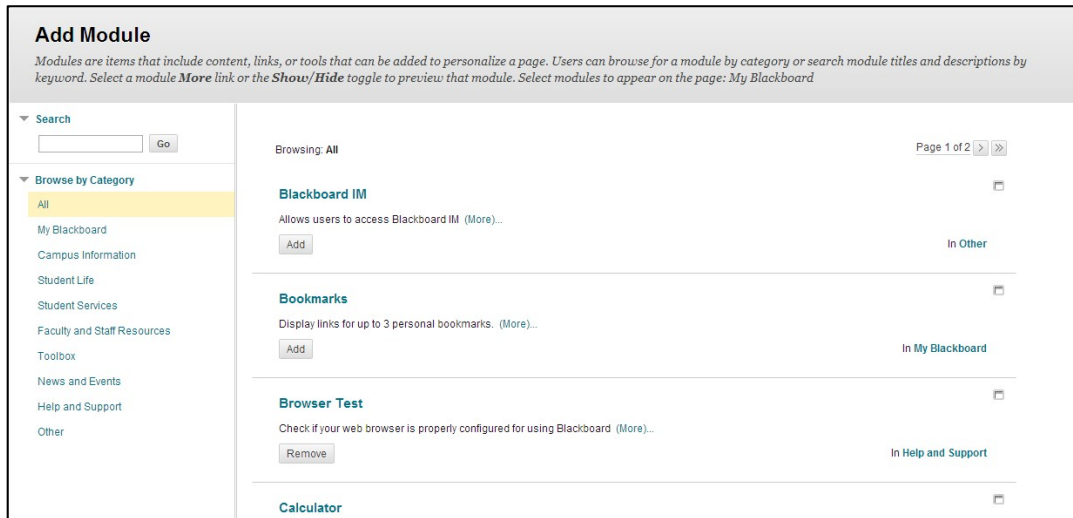 Add Module
Modules are items that include content, links, or tools that can be added to personalize a page. Users can browse for a module by category or search module titles and descriptions by
keyword. Select a module More link or the Show/Hide toggle to preview that module. Select modules to appear on the page: My Blackboard
Search
Go
Browse by Category
All
My Blackboard
Campus Information
Student Life
Student Services
Faculty and Staff Resources
Toolbox
News and Events
Help and Support
Other
Browsing: All
Page 1 of 2 > >>
Blackboard IM
Allows users to access Blackboard IM (More)...
Add
In Other
Bookmarks
Display links for up to 3 personal bookmarks. (More)...
Add
In My Blackboard
Browser Test
Check if your web browser is properly configured for using Blackboard (More)...
Remove
In Help and Support
Calculator